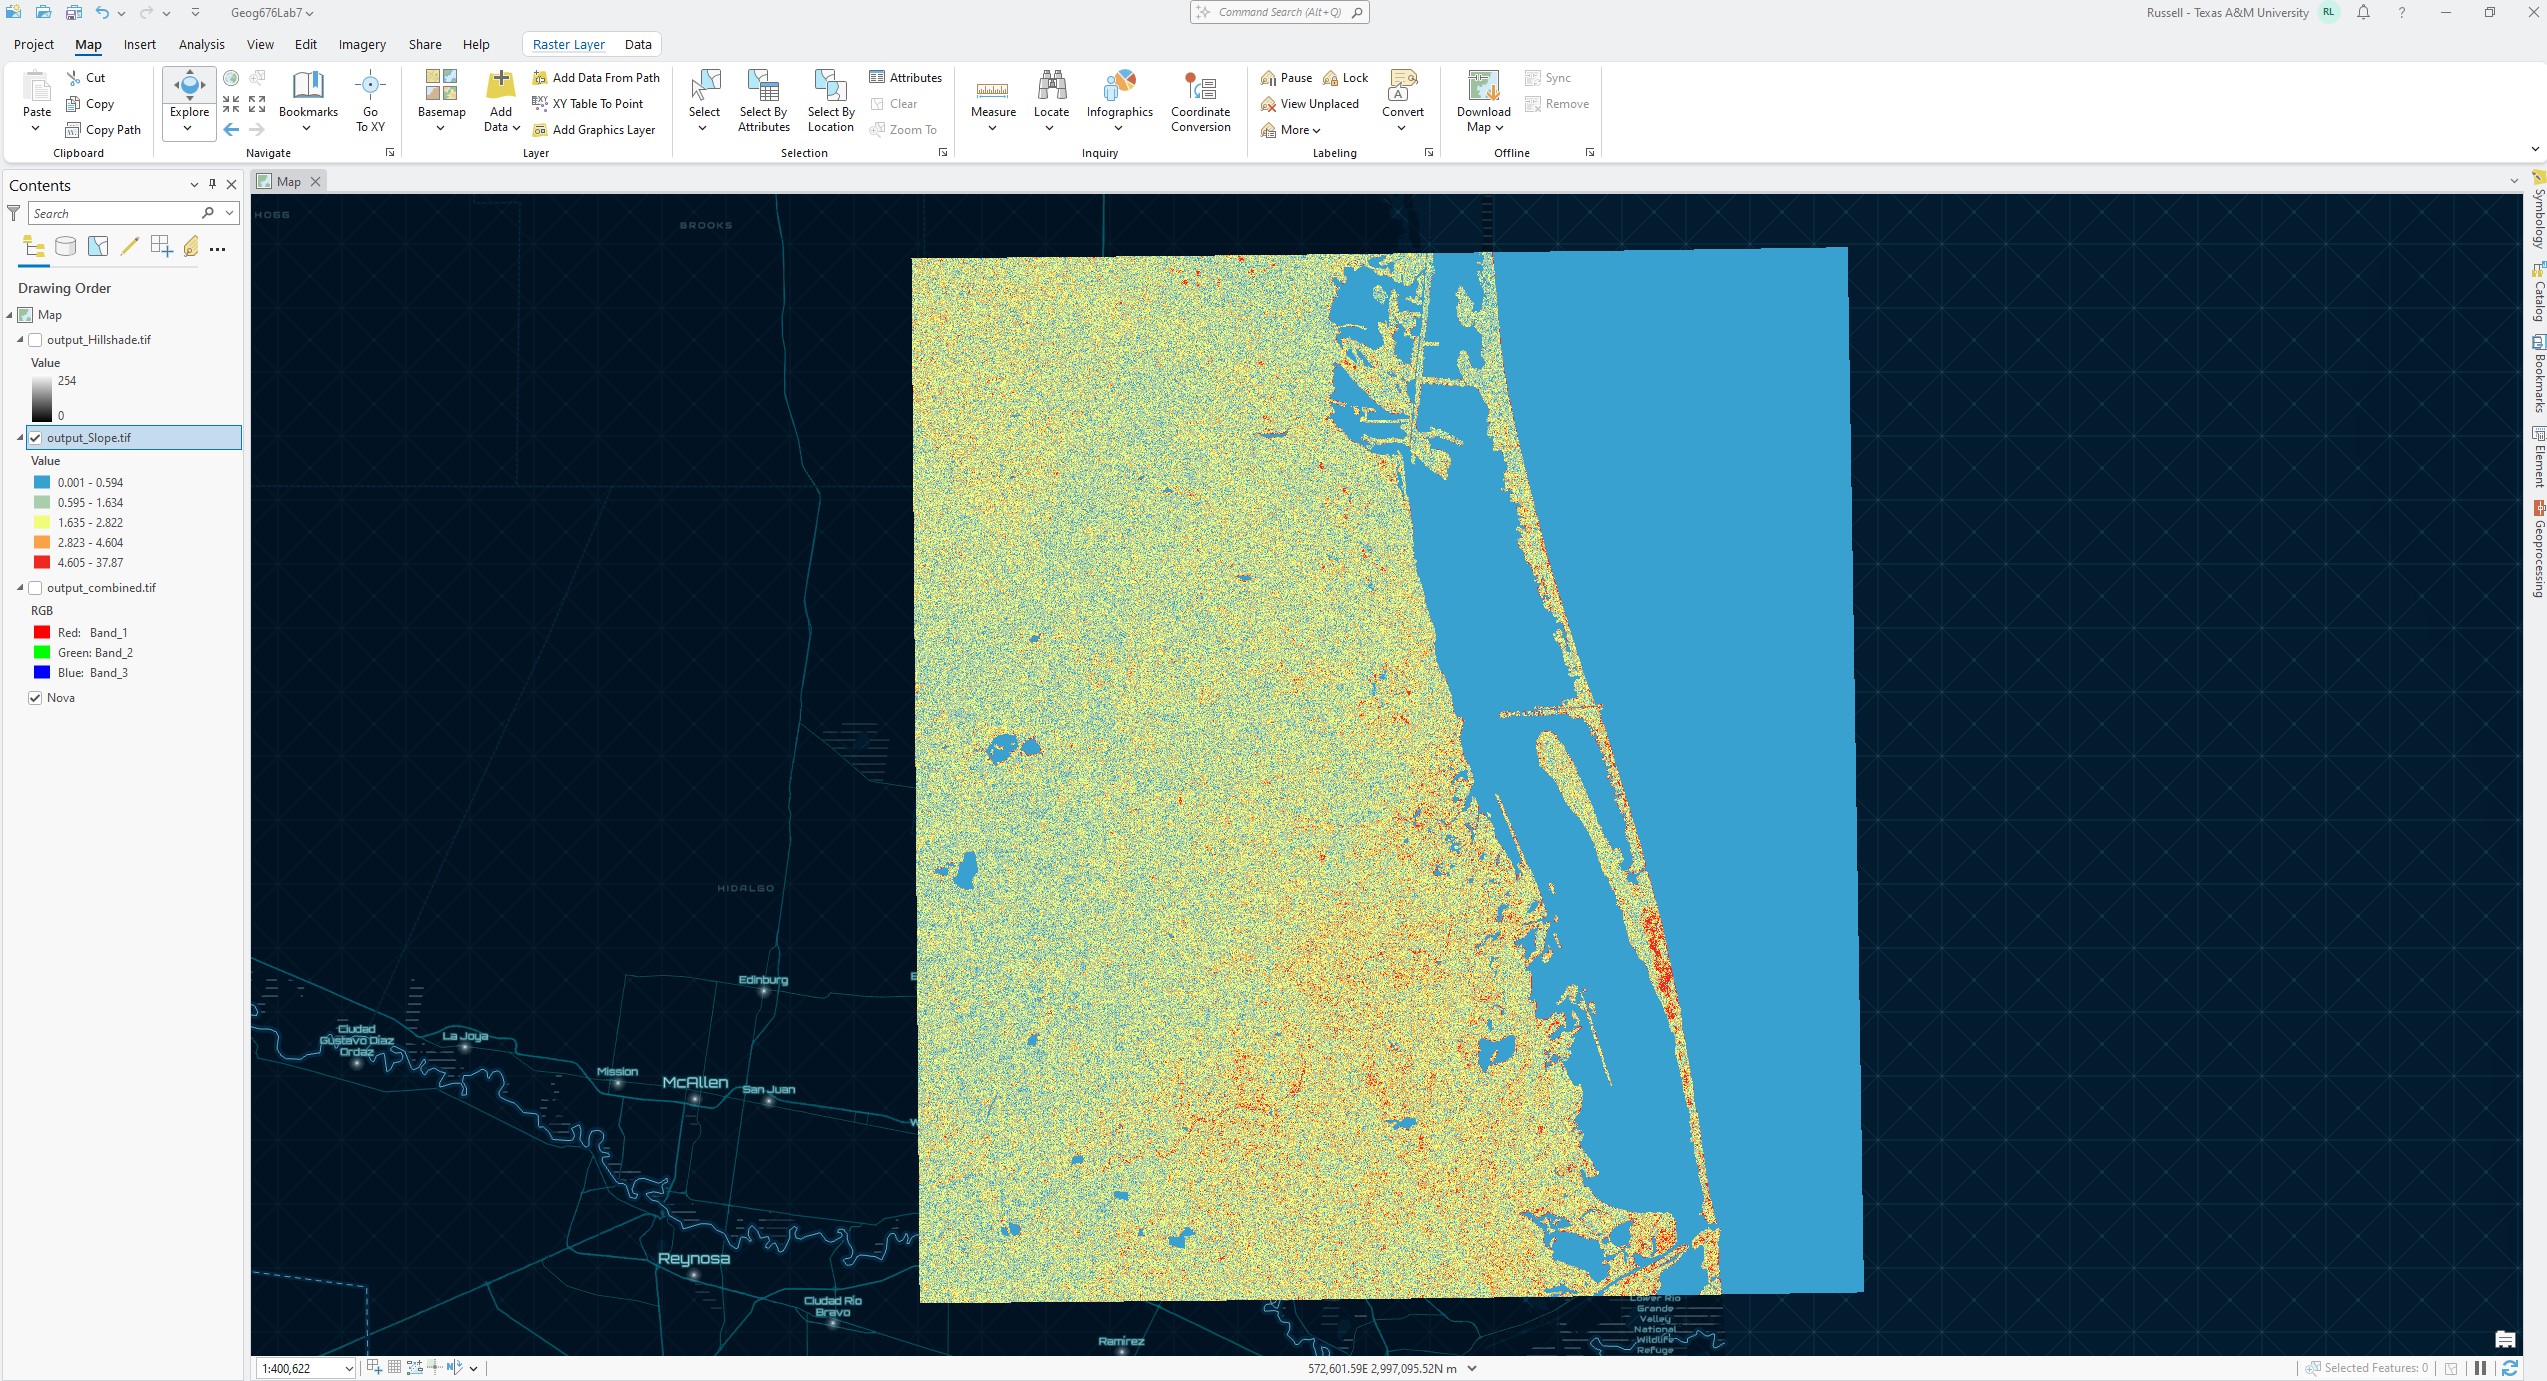 Geog676Lab7
Command Search (Alt+Q)
Russell - Texas A&M University
RL
Project
Map
Insert
Analysis
View
Edit
Imagery
Share
Help
Raster Layer
Data
Paste
Cut
Copy
Copy Path
Clipboard
Explore
Bookmarks
Go
To XY
Navigate
Basemap
Add
Data
Add Data From Path
XY Table To Point
Add Graphics Layer
Layer
Select
Select By
Attributes
Select By
Location
Attributes
Clear
Zoom To
Selection
Measure
Locate
Infographics
Coordinate
Conversion
Inquiry
Pause
Lock
View Unplaced
More
Convert
Labeling
Download
Map
Sync
Remove
Offline
Contents
Search
Drawing Order
Map
output_Hillshade.tif
Value
254
0
output_Slope.tif
Value
0.001 - 0.594
0.595 - 1.634
1.635 - 2.822
2.823 - 4.604
4.605 - 37.87
output_combined.tif
RGB
Red: Band_1
Green: Band_2
Blue: Band_3
Nova
Map
HOGG
BROOKS
HIDALGO
Edinburg
E
Ciudad
Gustavo Díaz
Ordaz
La Joya
Mission
McAllen
San Juan
W
Reynosa
Ciudad Río
Bravo
Ramírez
Lower Rio
Grande
Valley
National
Wildlife
Refuge
Symbology
Catalog
Bookmarks
Element
Geoprocessing
1:400,622
572,601.59E 2,997,095.52N m
Selected Features: 0